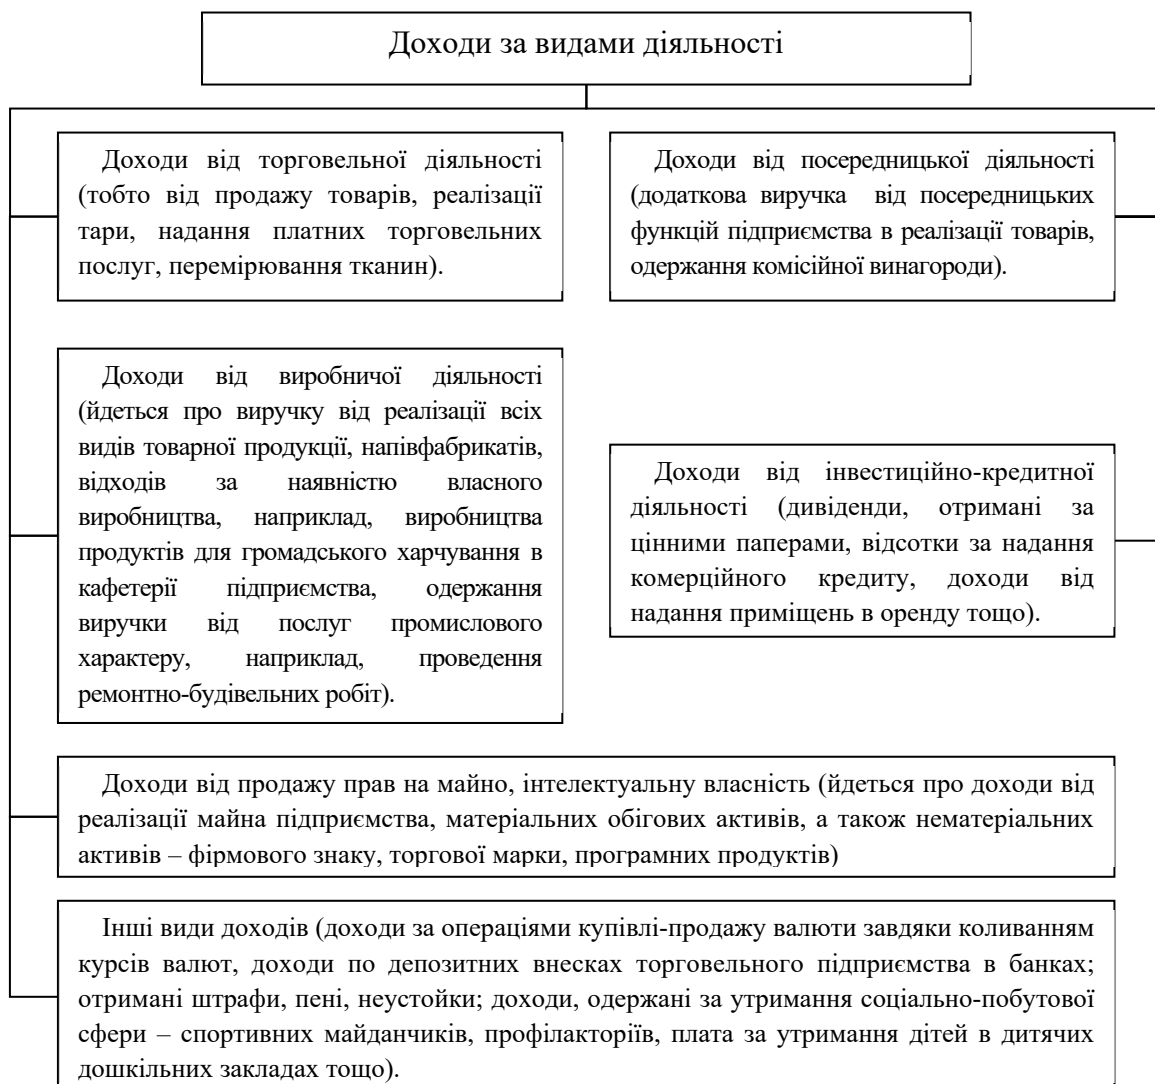 Доходи за видами діяльності
Доходи від торговельної діяльності
(тобто від продажу товарів, реалізації
тари, надання платних торговельних
послуг, перемірювання тканин).
Доходи від посередницької діяльності
(додаткова виручка від посередницьких
функцій підприємства в реалізації товарів,
одержання комісійної винагороди).
Доходи від виробничої діяльності
(йдеться про виручку від реалізації всіх
видів товарної продукції, напівфабрикатів,
відходів за наявністю власного
виробництва, наприклад, виробництва
продуктів для громадського харчування в
кафетерії підприємства, одержання
виручки від послуг промислового
характеру, наприклад, проведення
ремонтно-будівельних робіт).
Доходи від інвестиційно-кредитної
діяльності (дивіденди, отримані за
цінними паперами, відсотки за надання
комерційного кредиту, доходи від
надання приміщень в оренду тощо).
Доходи від продажу прав на майно, інтелектуальну власність (йдеться про доходи від
реалізації майна підприємства, матеріальних обігових активів, а також нематеріальних
активів – фірмового знаку, торгової марки, програмних продуктів)
Інші види доходів (доходи за операціями купівлі-продажу валюти завдяки коливанням
курсів валют, доходи по депозитних внесках торговельного підприємства в банках;
отримані штрафи, пені, неустойки; доходи, одержані за утримання соціально-побутової
сфери – спортивних майданчиків, профілакторіїв, плата за утримання дітей в дитячих
дошкільних закладах тощо).